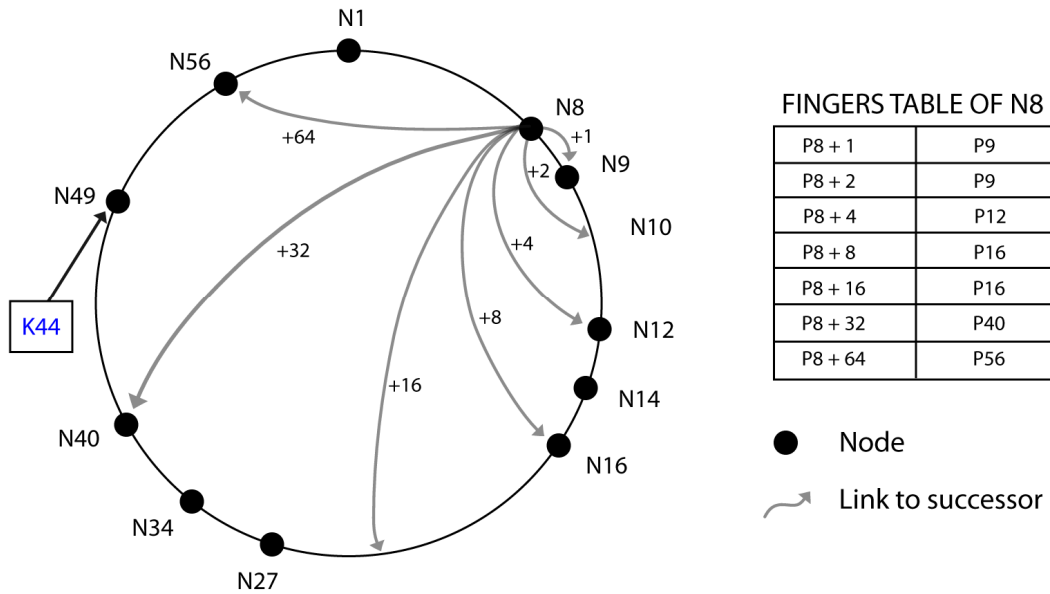 N1
N56
N8
+64
+1
N9
+2
N49
N10
+32
+4
K44
+8
N12
+16
N14
N40
N16
N34
N27
FINGERS TABLE OF N8
P8 + 1 P9
P8 + 2 P9
P8 + 4 P12
P8 + 8 P16
P8 + 16 P16
P8 + 32 P40
P8 + 64 P56
Node
Link to successor